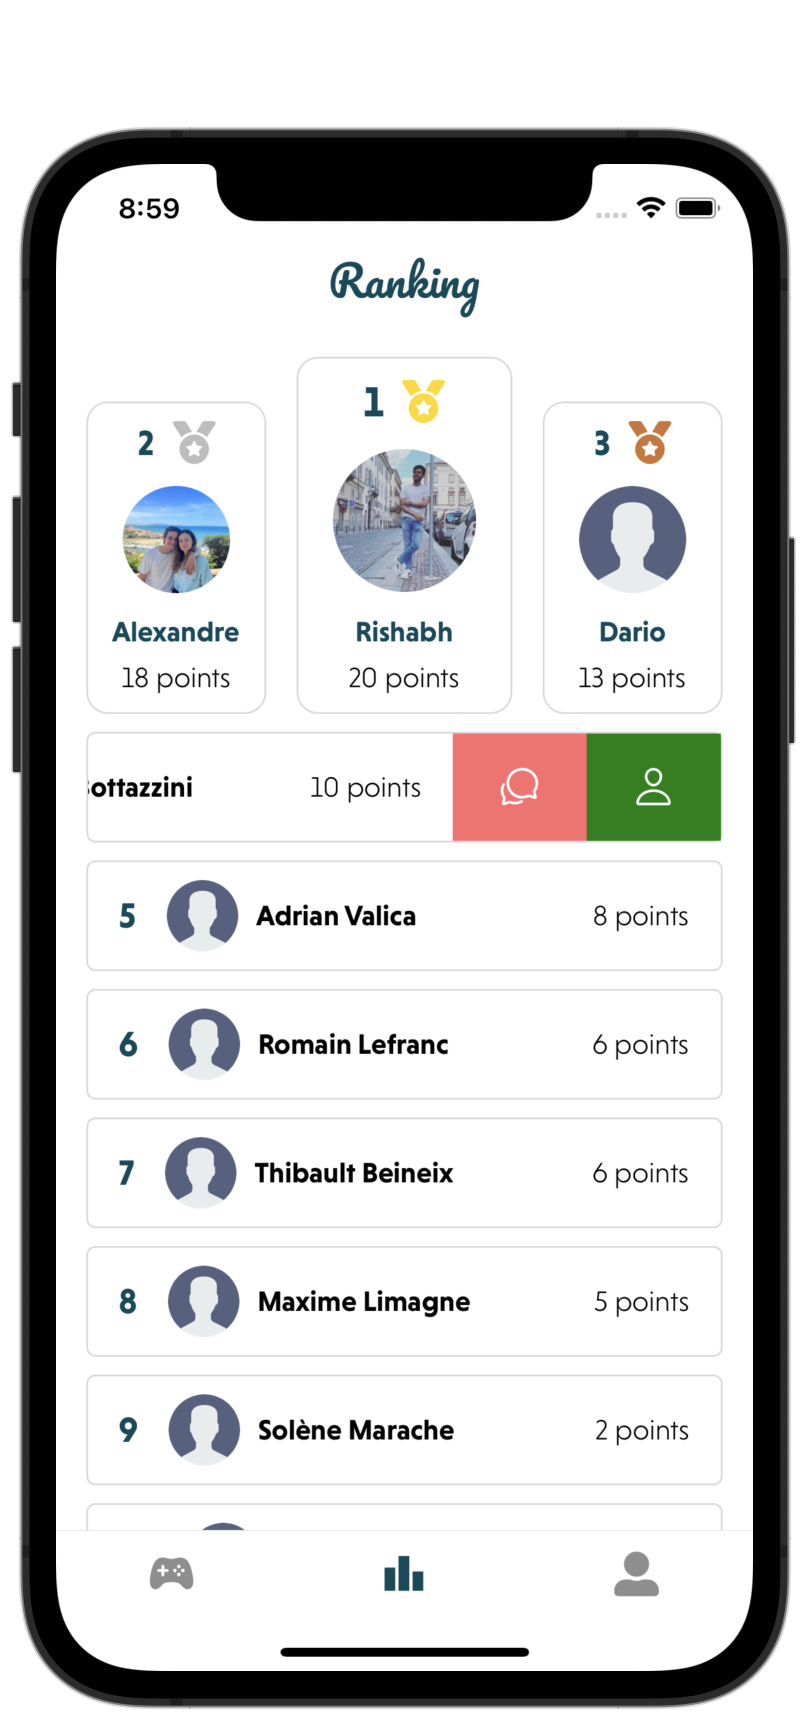 8:59
Ranking
1
2
3
Alexandre
Rishabh
Dario
18 points
20 points
13 points
ottazzini 10 points
5 Adrian Valica 8 points
6 Romain Lefranc 6 points
7 Thibault Beineix 6 points
8 Maxime Limagne 5 points
9 Solène Marache 2 points